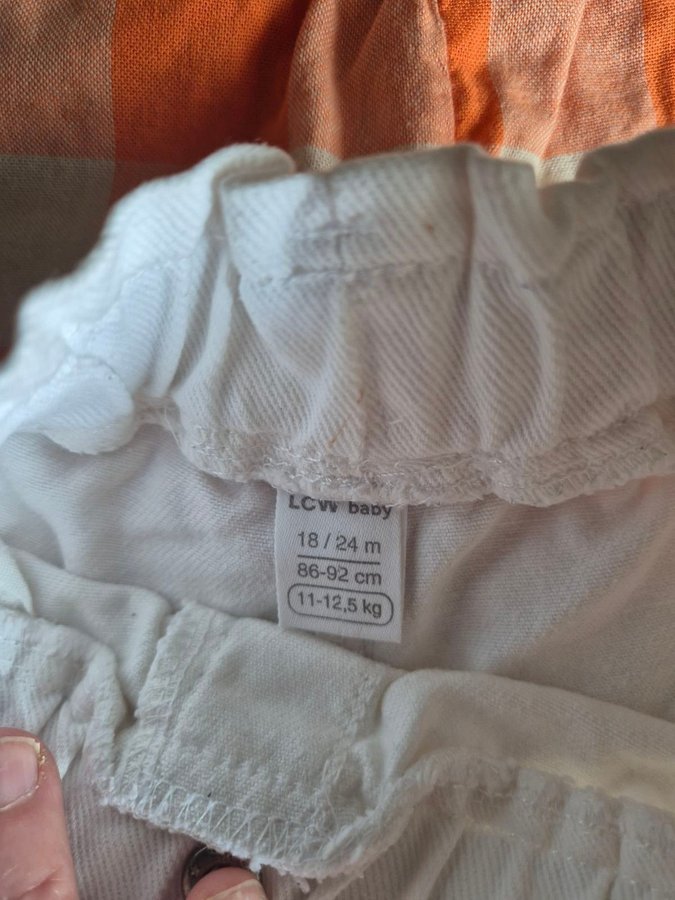 LCW baby
18 / 24 m
86-92 cm
11-12,5 kg